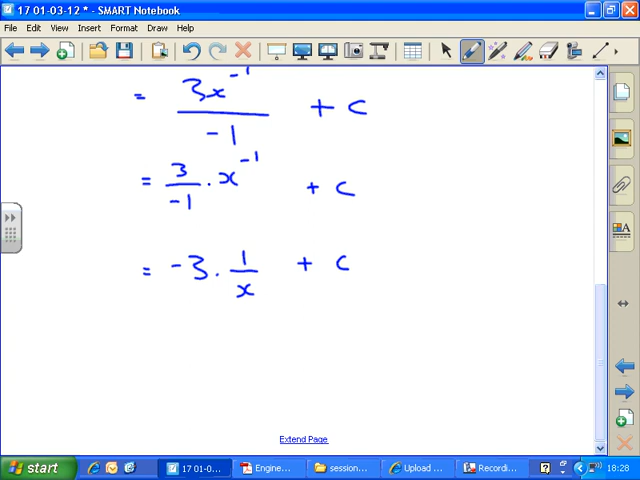 17 01-03-12 * - SMART Notebook
File Edit View Insert Format Draw Help
= 3x⁻¹/-1 + c
= 3/-1 . x⁻¹ + c
= -3 . 1/x + c
Extend Page
start 17 01-0... Engine... session... Upload ... Recordi... ? 18:28